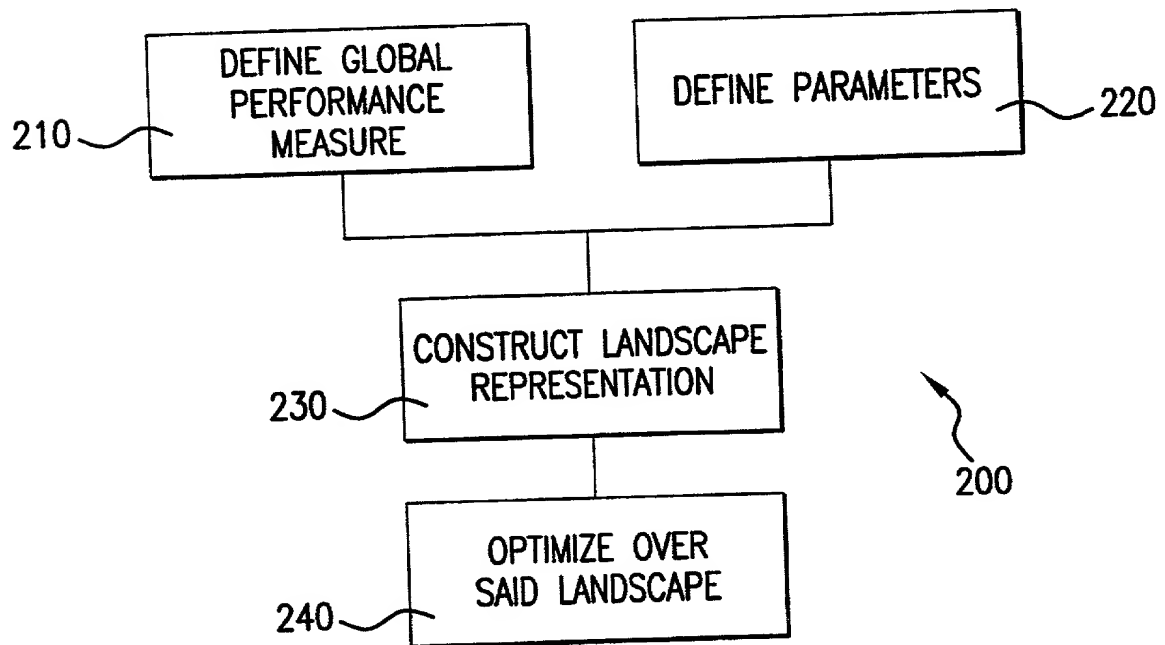 DEFINE GLOBAL
PERFORMANCE
MEASURE
210
DEFINE PARAMETERS
220
CONSTRUCT LANDSCAPE
REPRESENTATION
230
200
OPTIMIZE OVER
SAID LANDSCAPE
240